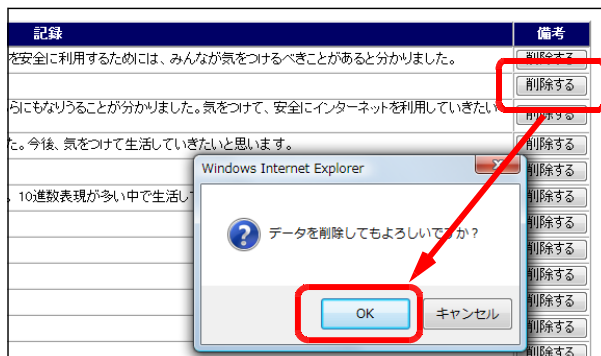 記録 備考
を安全に利用するためには、みんなが気をつけるべきことがあると分かりました。 削除する
削除する
らにもなりうることが分かりました。気をつけて、安全にインターネットを利用していきたい 削除する
た。今後、気をつけて生活していきたいと思います。 削除する
Windows Internet Explorer
削除する
。10進数表現が多い中で生活し 削除する
削除する
データを削除してもよろしいですか？
削除する
削除する
削除する
OK キャンセル
削除する
削除する